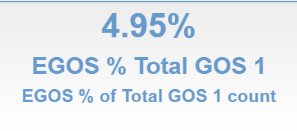 4.95%
EGOS % Total GOS 1
EGOS % of Total GOS 1 count